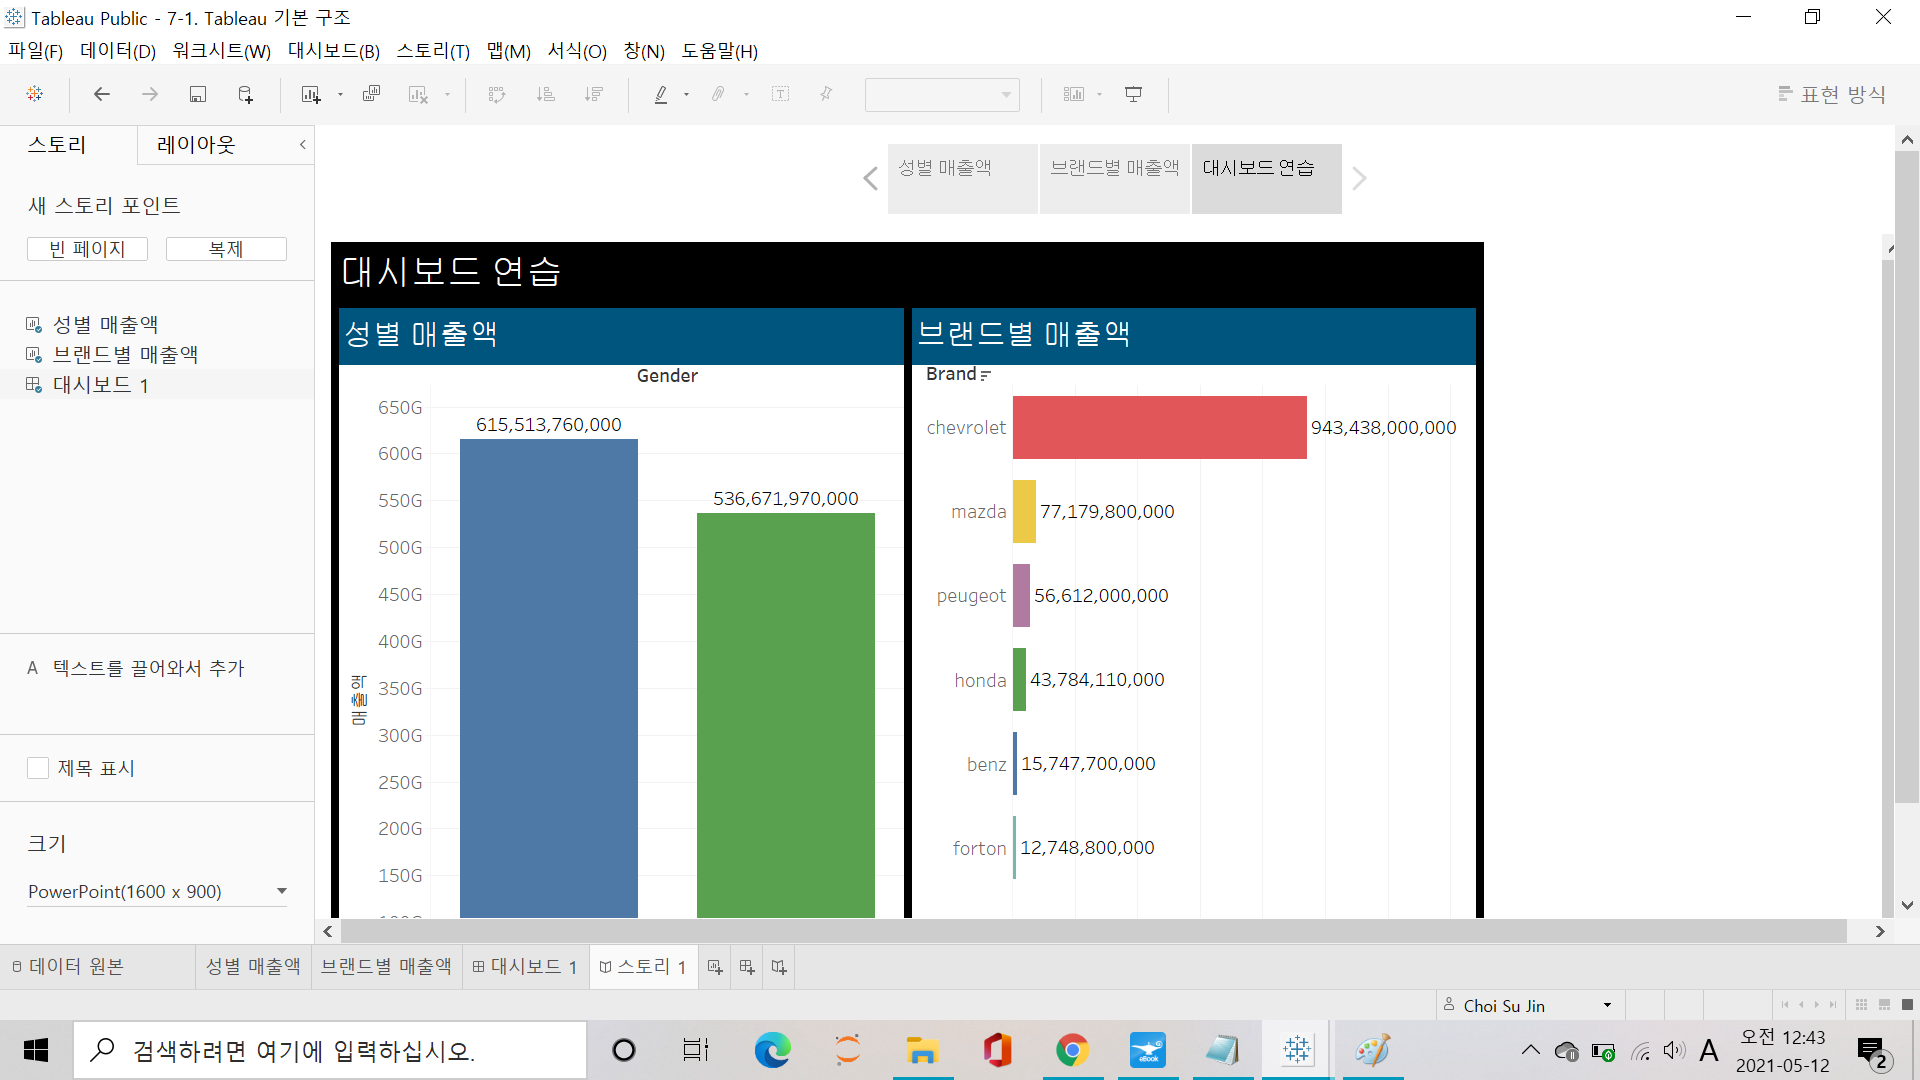 Tableau Public - 7-1. Tableau 기본 구조
파일(F) 데이터(D) 워크시트(W) 대시보드(B) 스토리(T) 맵(M) 서식(O) 창(N) 도움말(H)
표현 방식
스토리 레이아웃
새 스토리 포인트
빈 페이지 복제
성별 매출액
브랜드별 매출액
대시보드 1
A 텍스트를 끌어와서 추가
제목 표시
크기
PowerPoint(1600 x 900)
성별 매출액 브랜드별 매출액 대시보드 연습
대시보드 연습
성별 매출액
Gender
매출액
650G
600G
550G
500G
450G
400G
350G
300G
250G
200G
150G
100G
615,513,760,000
536,671,970,000
브랜드별 매출액
Brand
chevrolet 943,438,000,000
mazda 77,179,800,000
peugeot 56,612,000,000
honda 43,784,110,000
benz 15,747,700,000
forton 12,748,800,000
데이터 원본 성별 매출액 브랜드별 매출액 대시보드 1 스토리 1
Choi Su Jin
검색하려면 여기에 입력하십시오.
eBook
A
오전 12:43
2021-05-12
2